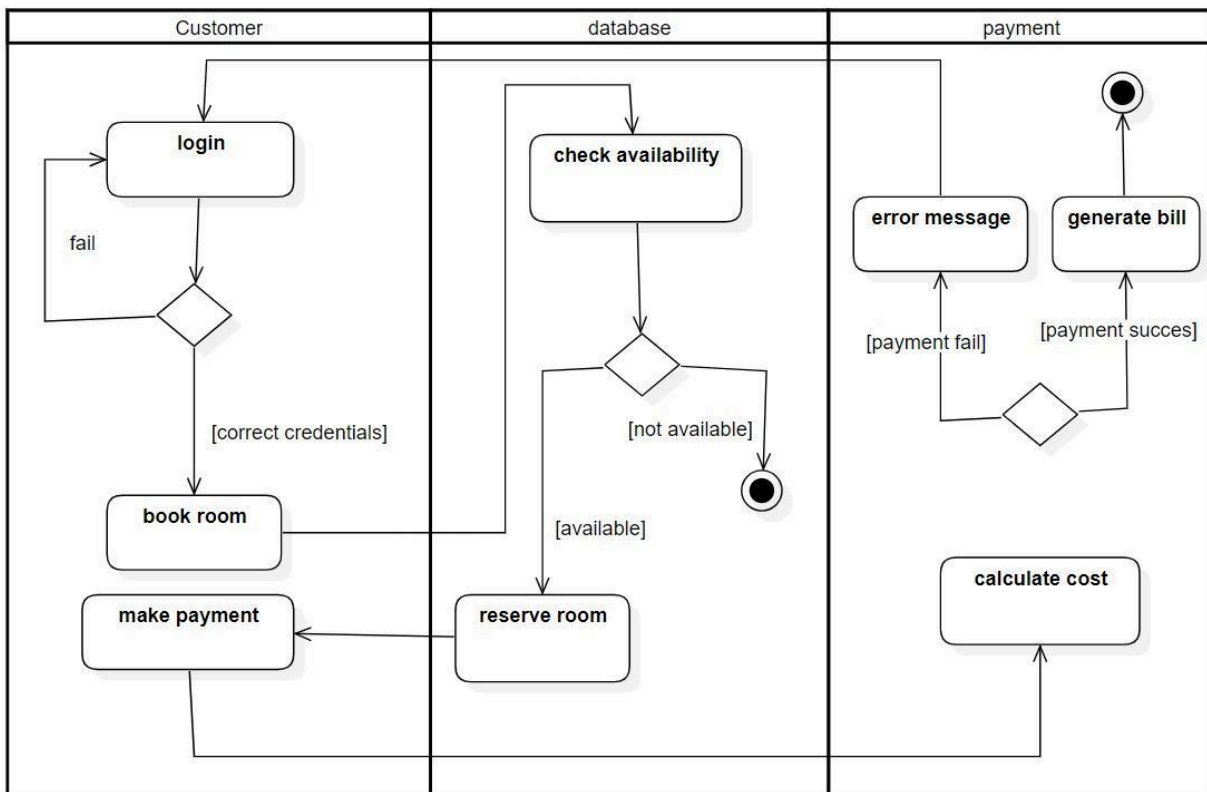 Customer
database
payment
login
check availability
error message
generate bill
fail
[payment fail]
[payment succes]
[correct credentials]
[not available]
book room
[available]
calculate cost
make payment
reserve room